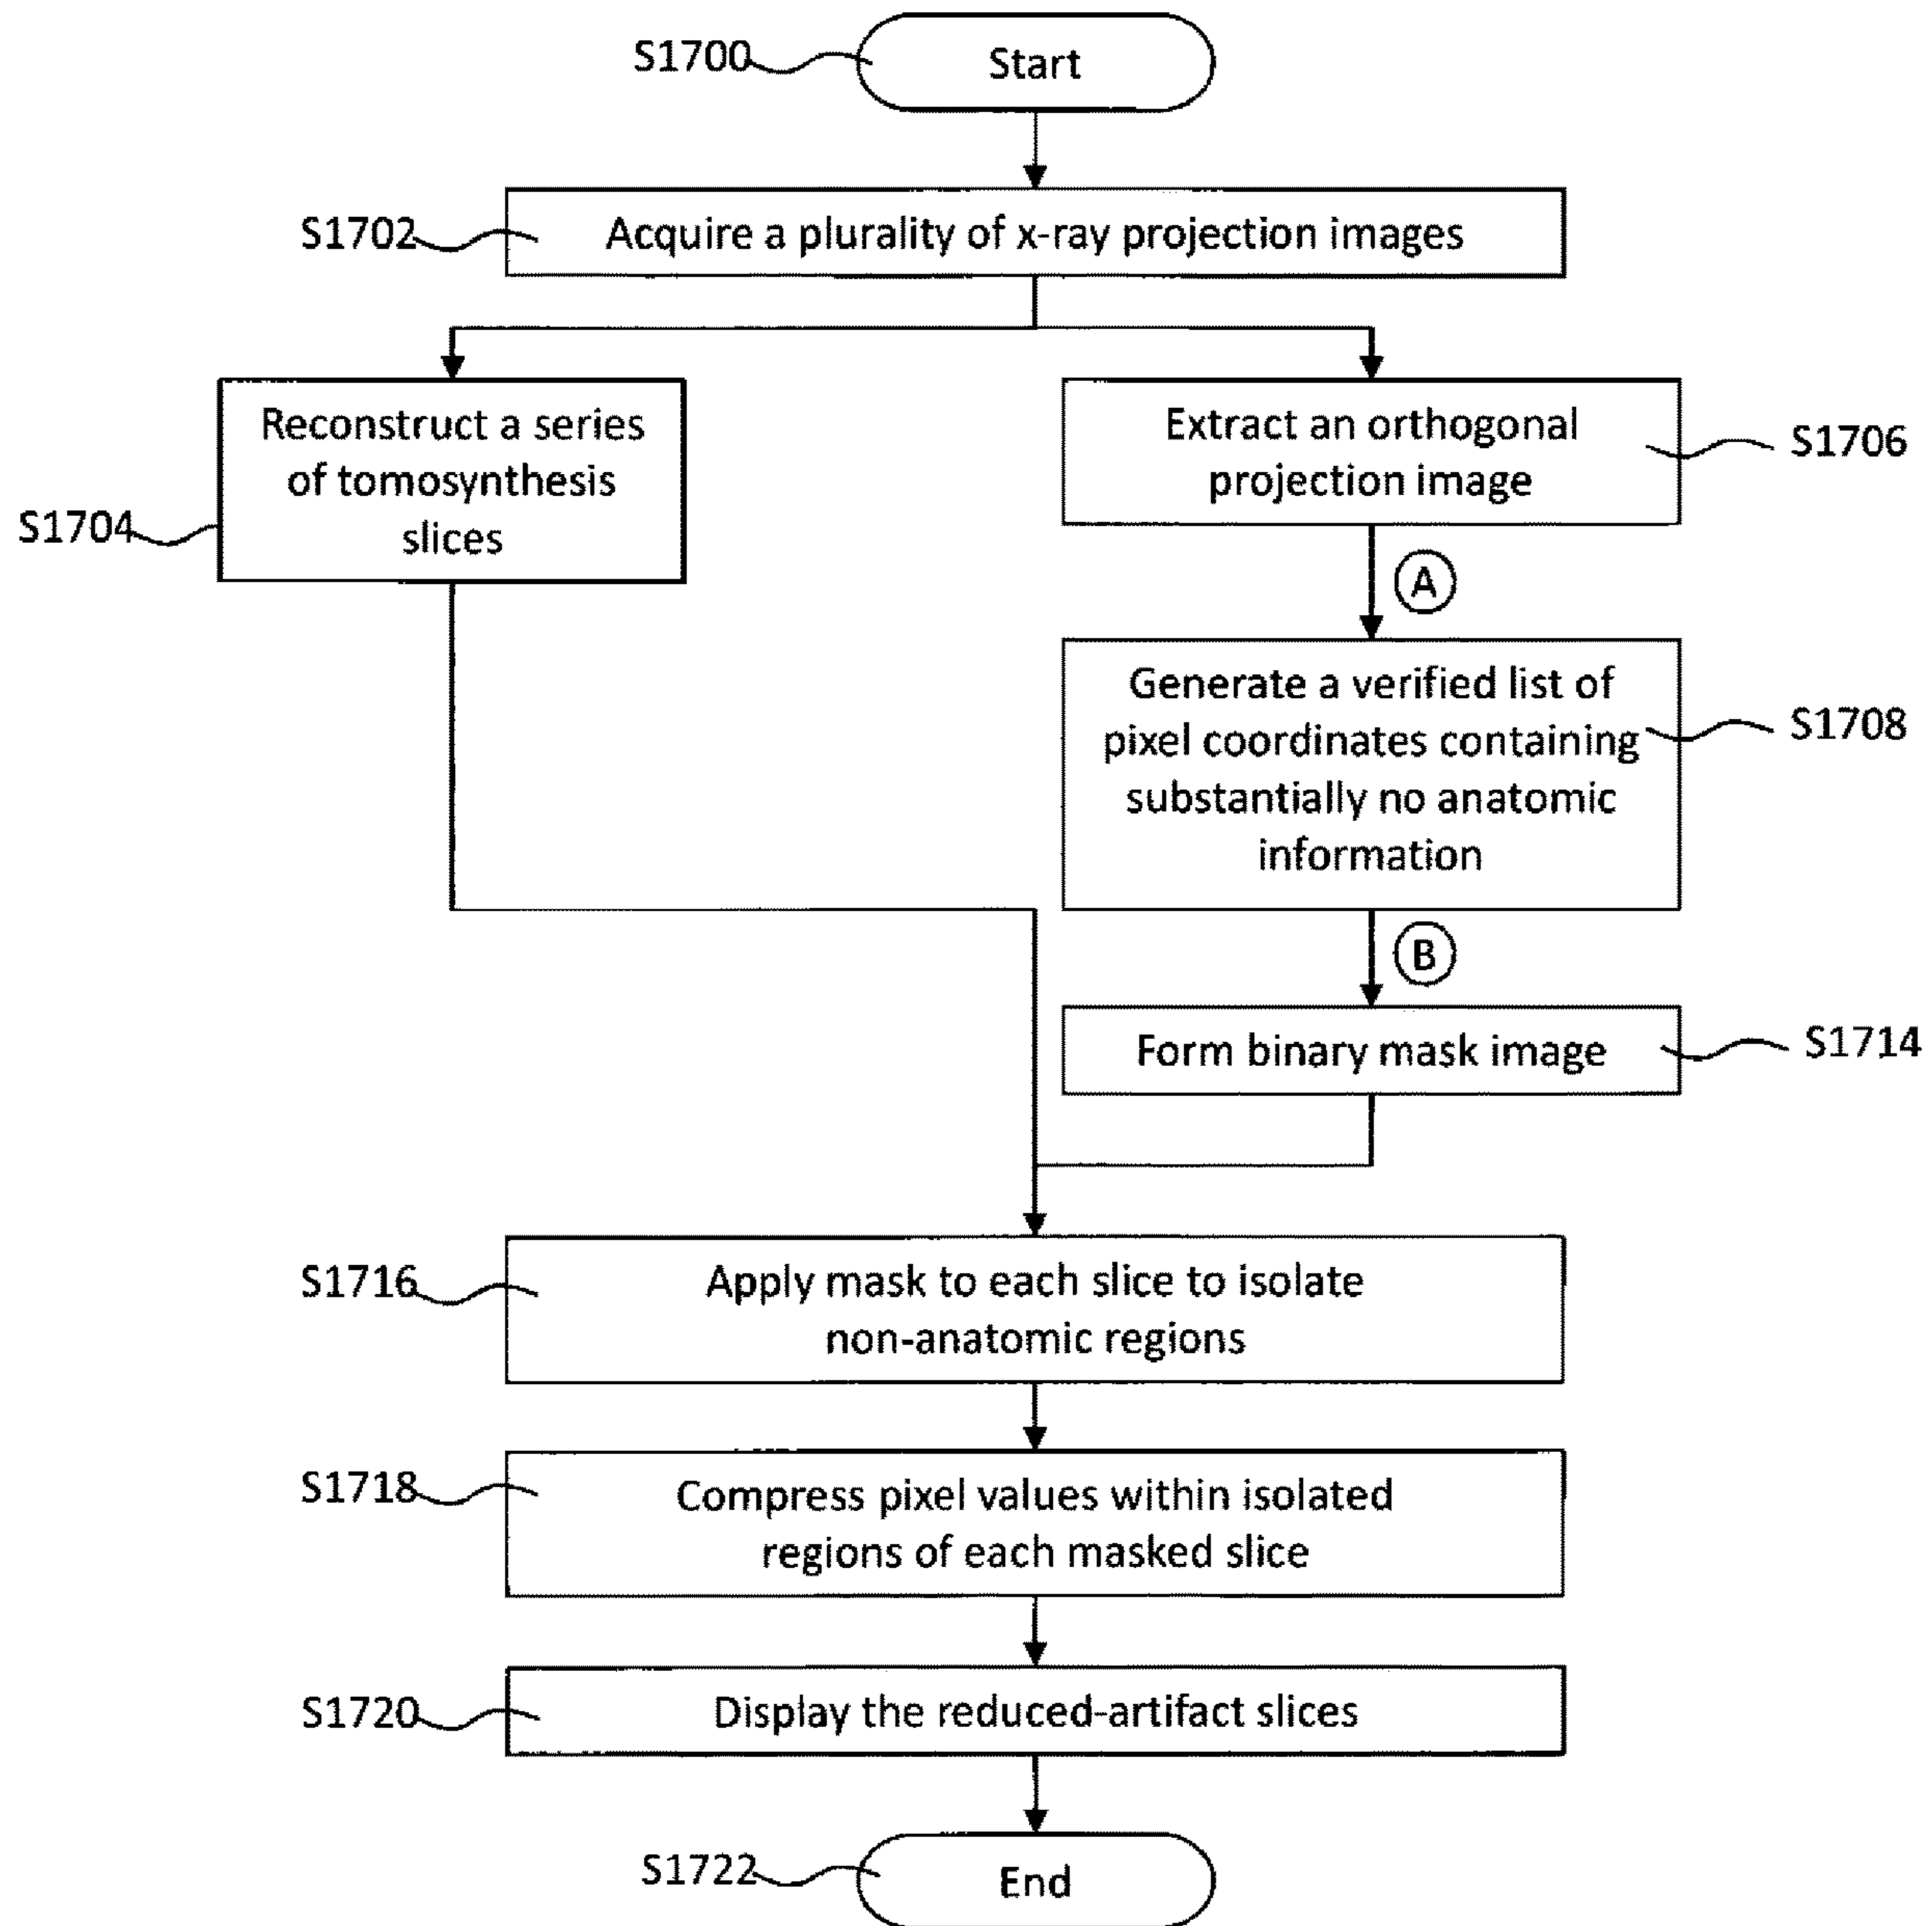 S1700
Start
S1702
Acquire a plurality of x-ray projection images
Reconstruct a series
of tomosynthesis
slices
S1704
Extract an orthogonal
projection image
S1706
A
Generate a verified list of
pixel coordinates containing
substantially no anatomic
information
S1708
B
Form binary mask image
S1714
S1716
Apply mask to each slice to isolate
non-anatomic regions
S1718
Compress pixel values within isolated
regions of each masked slice
S1720
Display the reduced-artifact slices
S1722
End